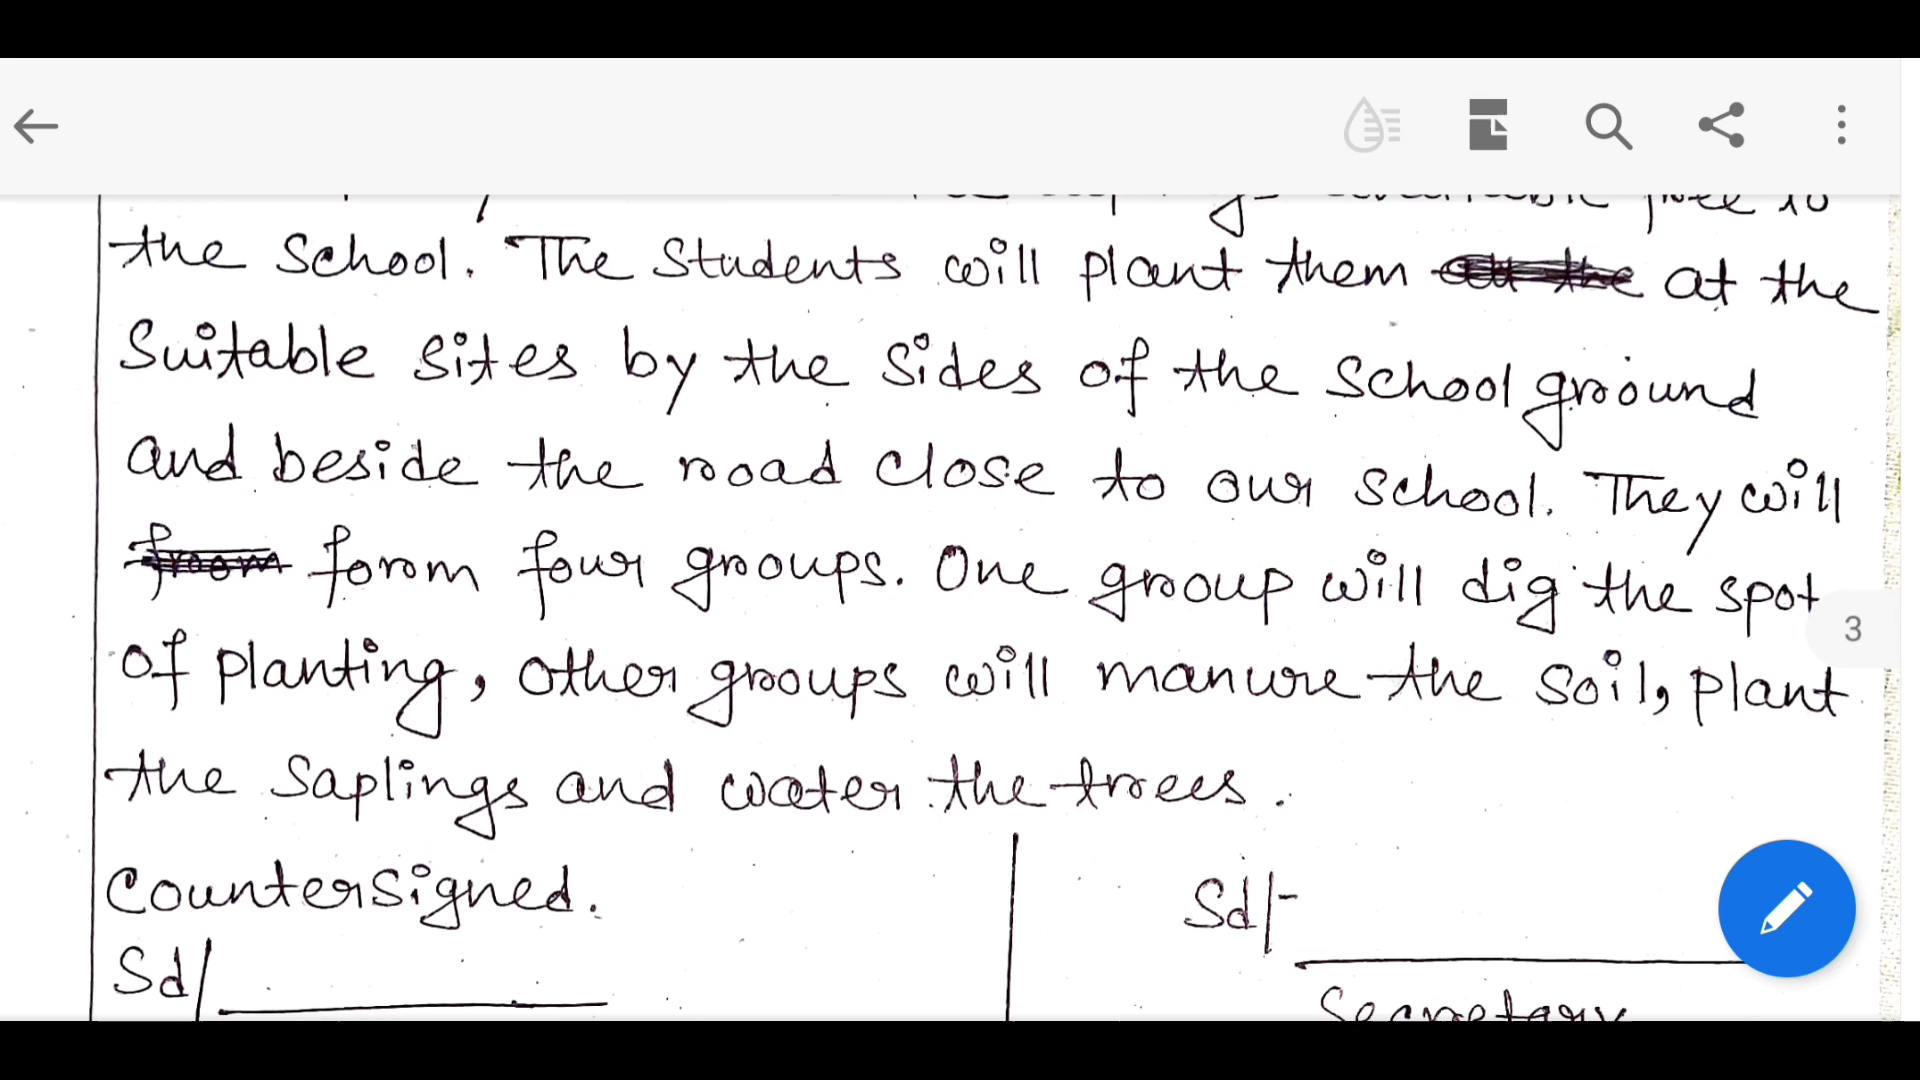 the School. The Students will plant them at the
Suitable Sites by the Sides of the School ground
and beside the road close to our School. They will
from form four groups. One group will dig the spot
3
of planting, other groups will manure the Soil, plant
the Saplings and water the trees.
Countersigned.
Sd/-
Sd/
Secretary